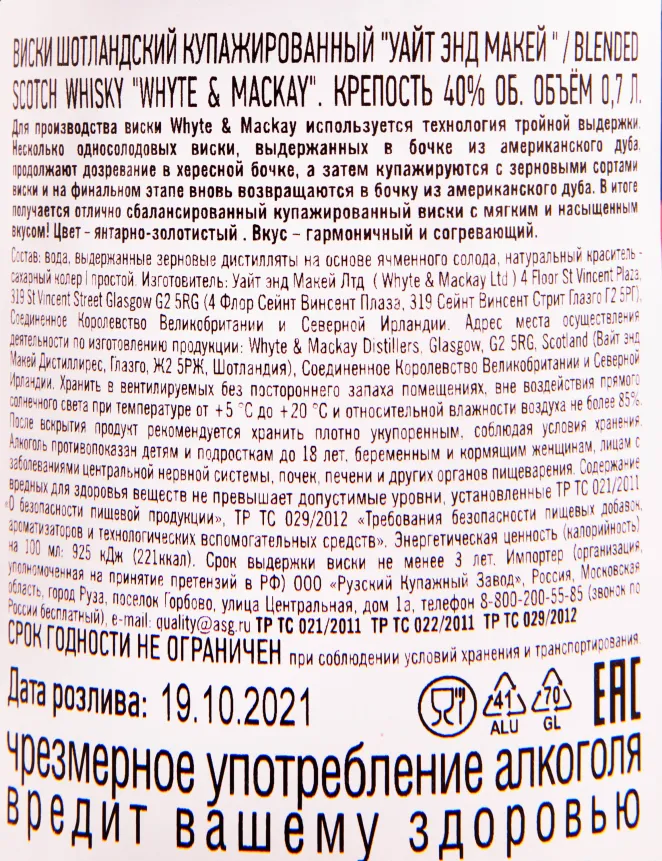 ВИСКИ ШОТЛАНДСКИЙ КУПАЖИРОВАННЫЙ "УАЙТ ЭНД МАКЕЙ " / BLENDED
SCOTCH WHISKY "WHYTE & MACKAY". КРЕПОСТЬ 40% ОБ. ОБЪЁМ 0,7 Л.
Для производства виски Whyte & Mackay используется технология тройной выдержки.
Несколько односолодовых виски, выдержанных в бочке из американского дуба,
продолжают дозревание в хересной бочке, а затем купажируются с зерновыми сортами
виски и на финальном этапе вновь возвращаются в бочку из американского дуба. В итоге
получается отлично сбалансированный купажированный виски с мягким и насыщенным
вкусом! Цвет – янтарно-золотистый . Вкус – гармоничный и согревающий.
Состав: вода, выдержанные зерновые дистилляты на основе ячменного солода, натуральный краситель -
сахарный колер I простой. Изготовитель: Уайт энд Макей Лтд ( Whyte & Mackay Ltd ) 4 Floor St Vincent Plaza,
319 St Vincent Street Glasgow G2 5RG (4 Флор Сейнт Винсент Плаза, 319 Сейнт Винсент Стрит Глазго Г2 5РГ),
Соединенное Королевство Великобритании и Северной Ирландии. Адрес места осуществления
деятельности по изготовлению продукции: Whyte & Mackay Distillers, Glasgow, G2 5RG, Scotland (Вайт энд
Макей Дистиллирес, Глазго, Ж2 5РЖ, Шотландия), Соединенное Королевство Великобритании и Северной
Ирландии. Хранить в вентилируемых без постороннего запаха помещениях, вне воздействия прямого
солнечного света при температуре от +5 °С до +20 °С и относительной влажности воздуха не более 85%.
После вскрытия продукт рекомендуется хранить плотно укупоренным, соблюдая условия хранения.
Алкоголь противопоказан детям и подросткам до 18 лет, беременным и кормящим женщинам, лицам с
заболеваниями центральной нервной системы, почек, печени и других органов пищеварения. Содержание
вредных для здоровья веществ не превышает допустимые уровни, установленные ТР ТС 021/2011
«О безопасности пищевой продукции», ТР ТС 029/2012 «Требования безопасности пищевых добавок,
ароматизаторов и технологических вспомогательных средств». Энергетическая ценность (калорийность)
на 100 мл: 925 кДж (221ккал). Срок выдержки виски не менее 3 лет. Импортер (организация,
уполномоченная на принятие претензий в РФ) ООО «Рузский Купажный Завод», Россия, Московская
область, город Руза, поселок Горбово, улица Центральная, дом 1а, телефон 8-800-200-55-85 (звонок по
России бесплатный), e-mail: quality@asg.ru ТР ТС 021/2011 ТР ТС 022/2011 ТР ТС 029/2012
СРОК ГОДНОСТИ НЕ ОГРАНИЧЕН при соблюдении условий хранения и транспортирования.
Дата розлива: 19.10.2021
41 ALU
70 GL
EAC
чрезмерное употребление алкоголя
вредит вашему здоровью